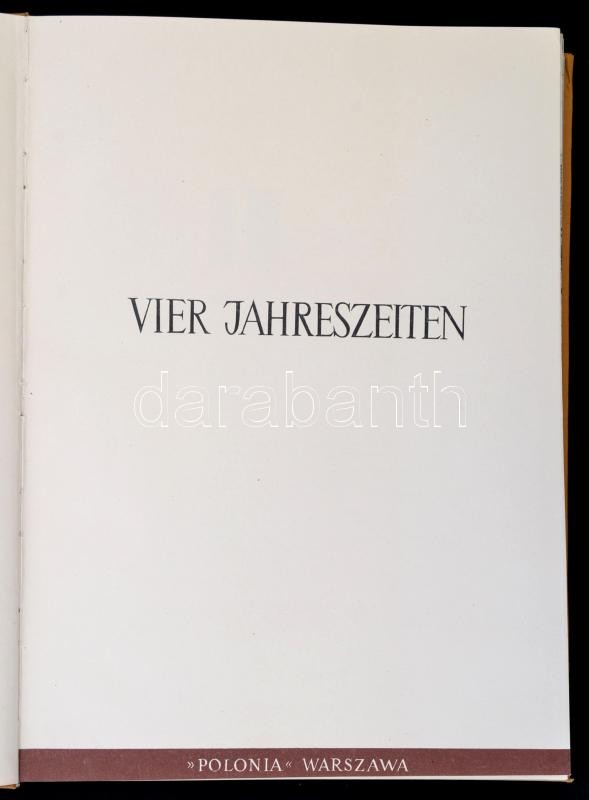 VIER JAHRESZEITEN
darabanth
»POLONIA« WARSZAWA